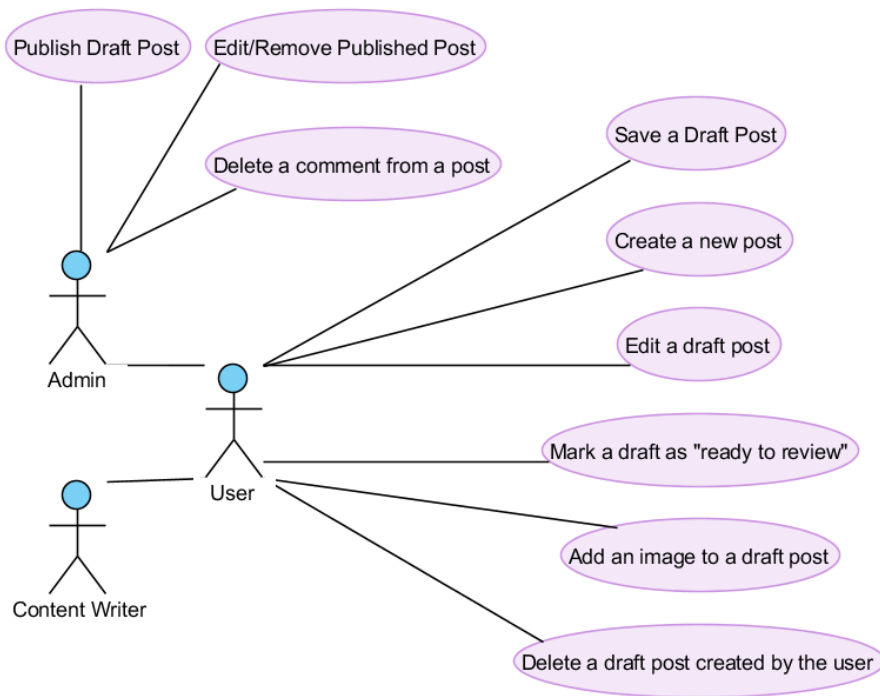 Publish Draft Post
Edit/Remove Published Post
Save a Draft Post
Delete a comment from a post
Create a new post
Edit a draft post
Admin
Mark a draft as "ready to review"
User
Add an image to a draft post
Content Writer
Delete a draft post created by the user